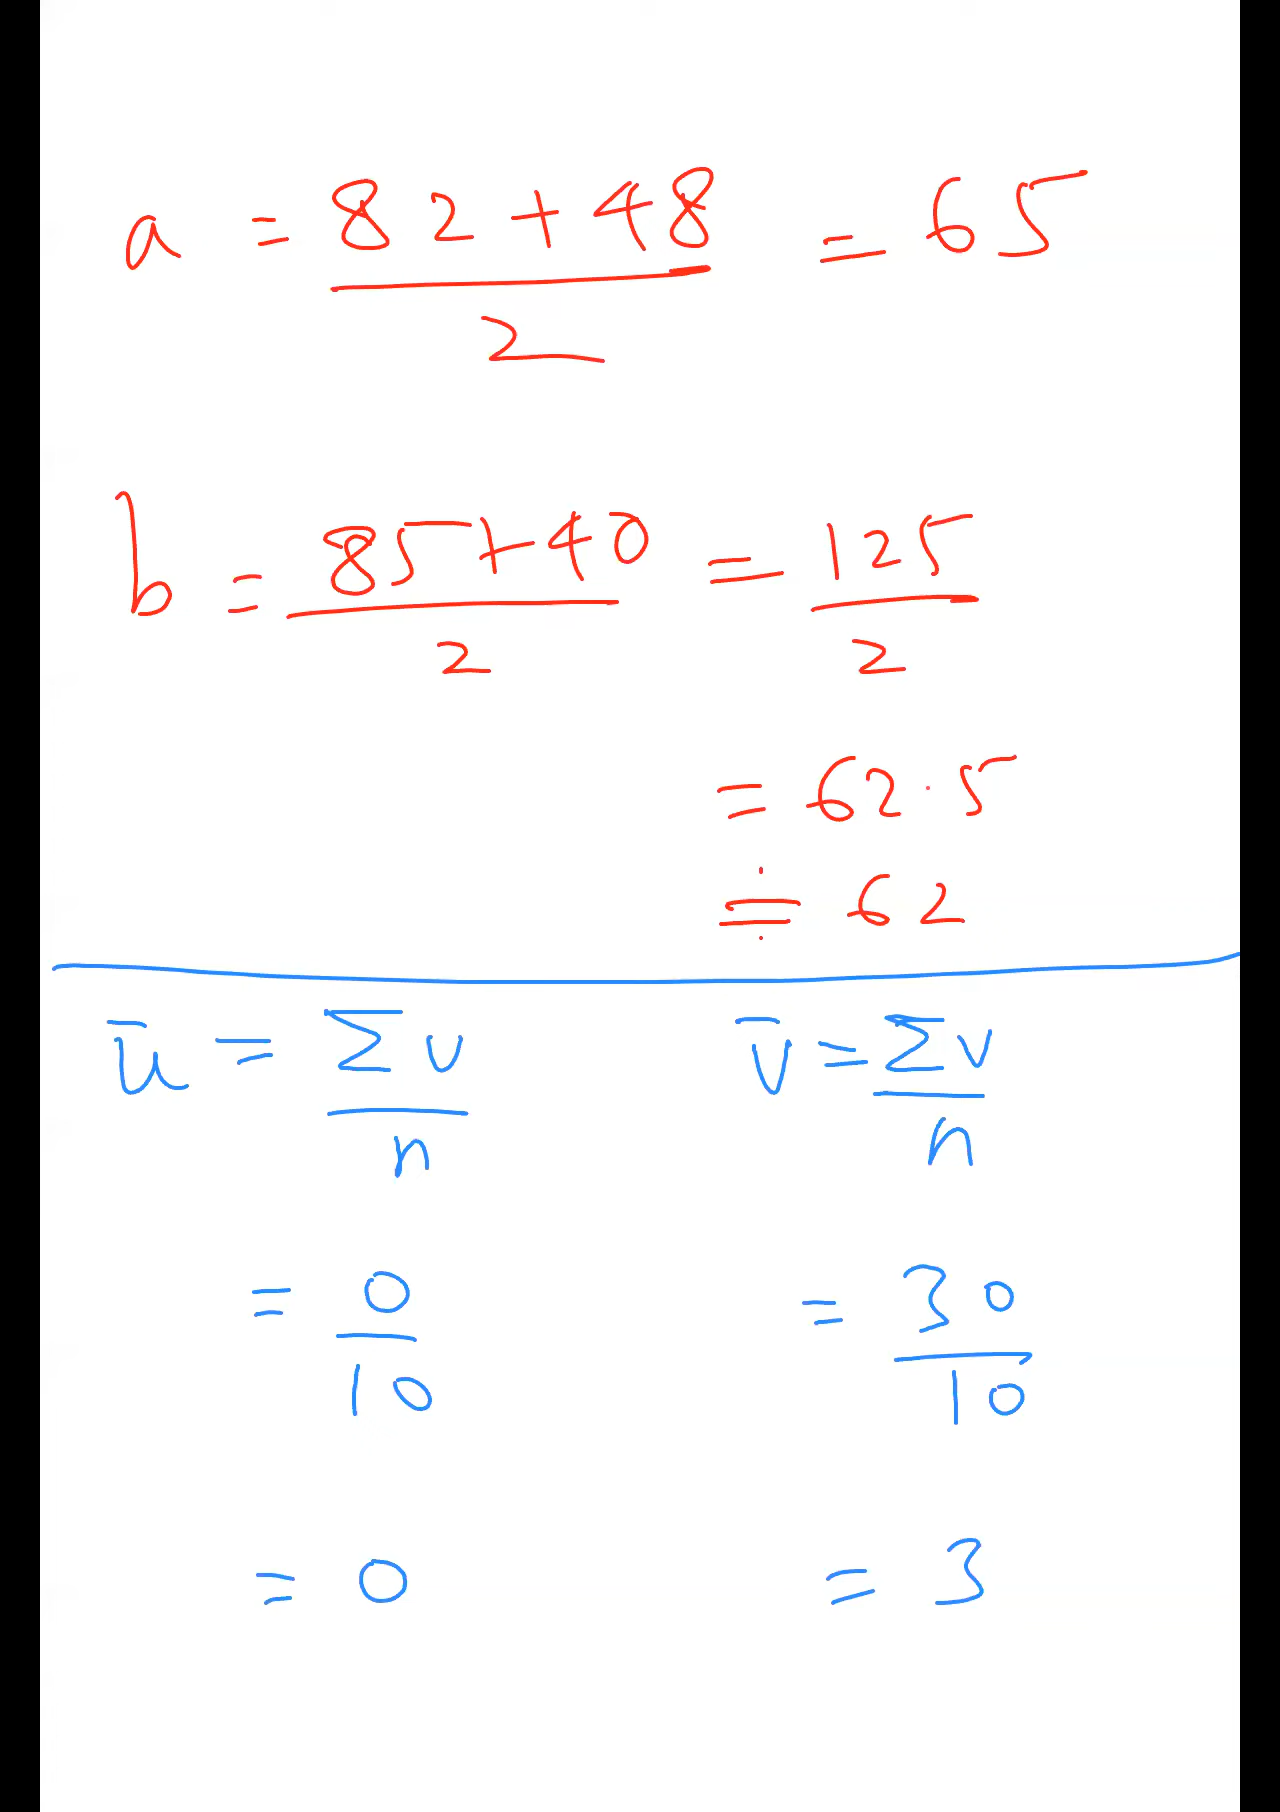 a = 82 + 48 / 2 = 65
b = 85 + 40 / 2 = 125 / 2
= 62.5
≑ 62
ū = Σv / n
v̄ = Σv / n
= 0 / 10
= 30 / 10
= 0
= 3